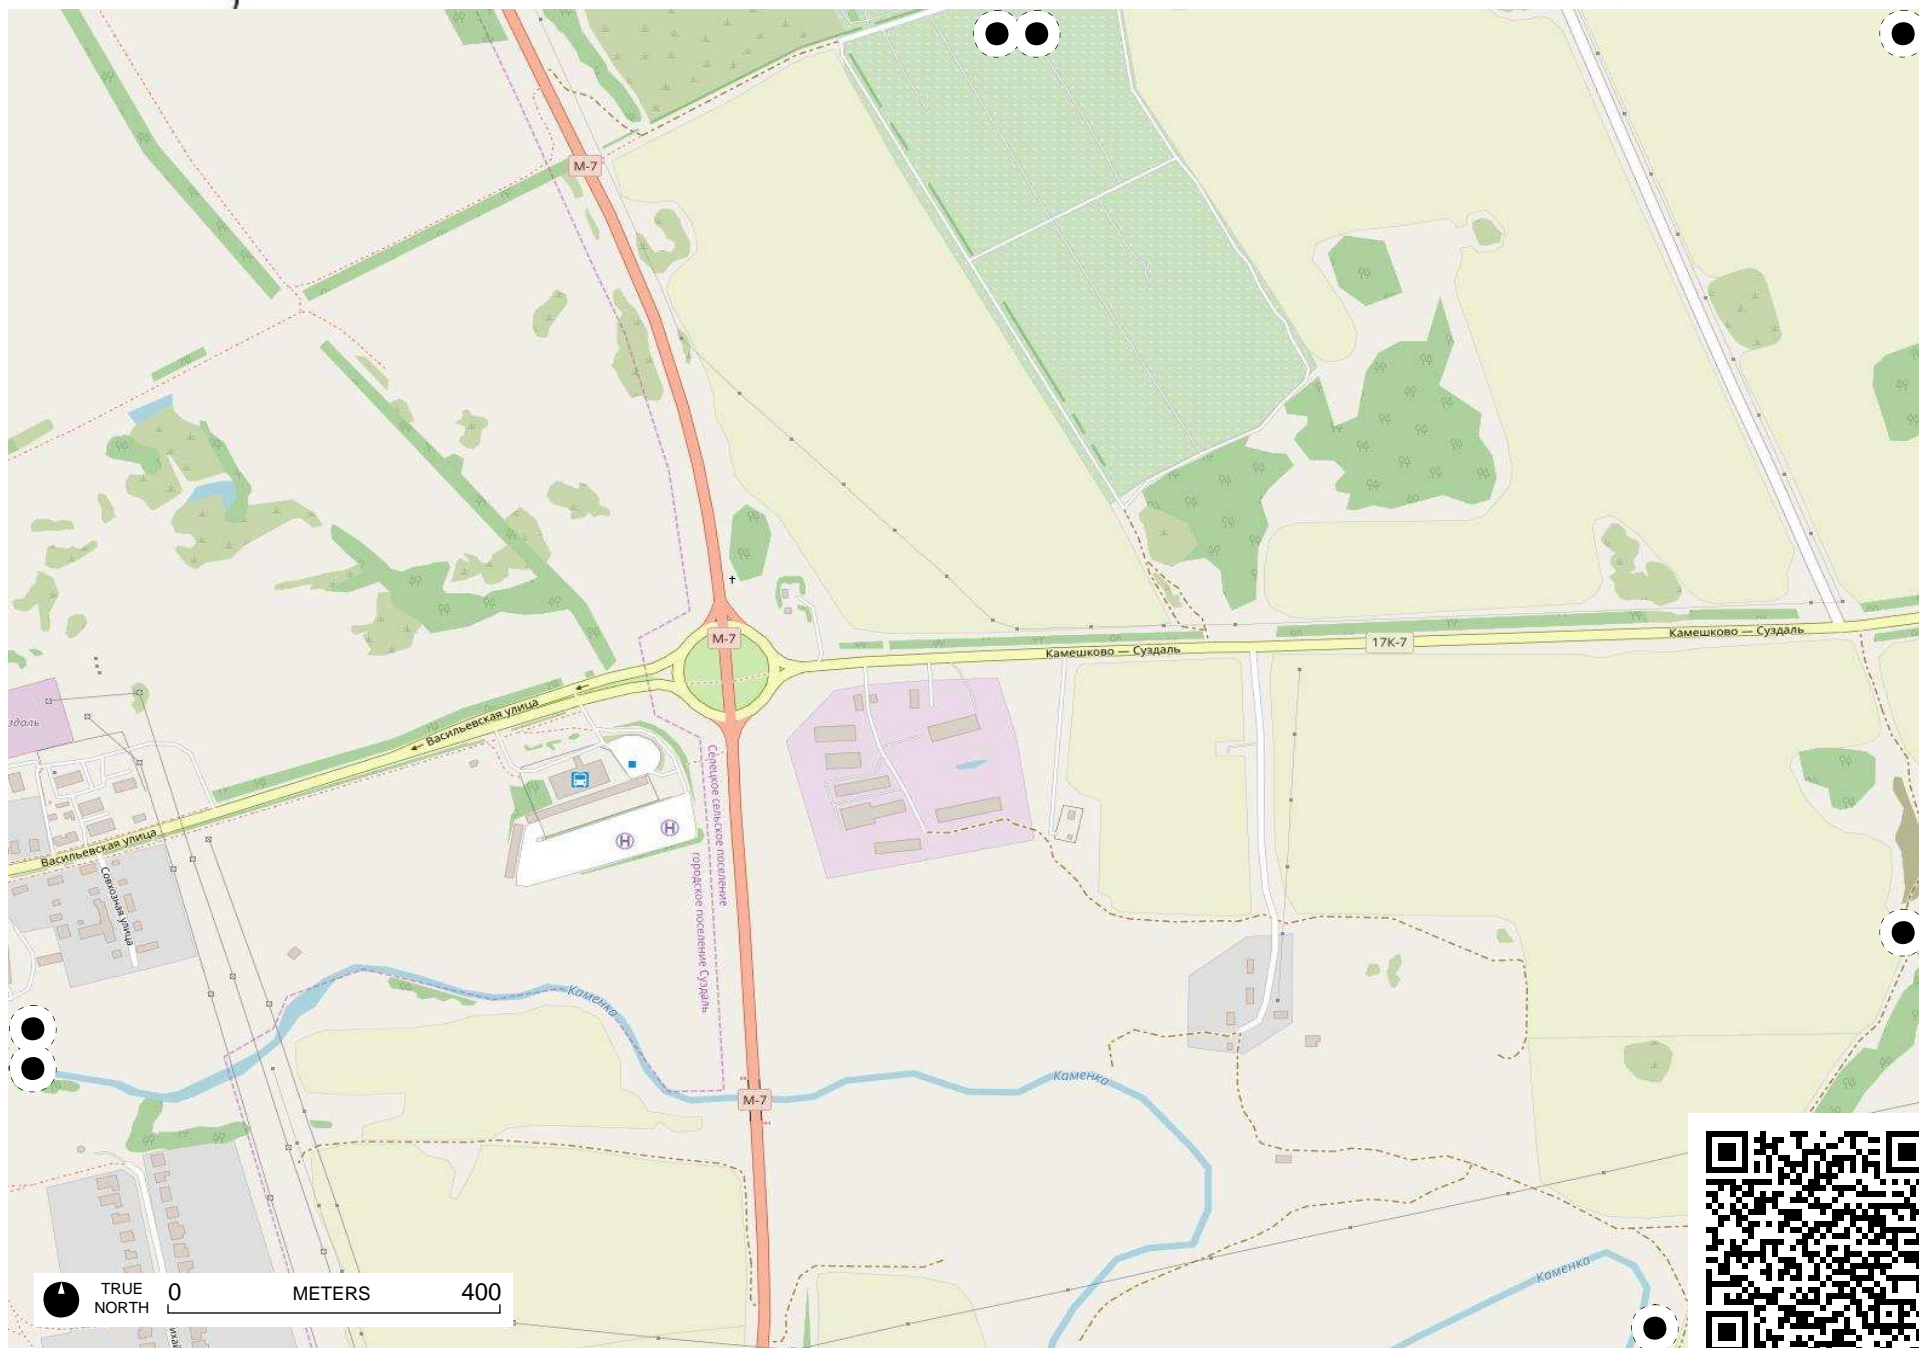 М-7
М-7
17К-7
Камешково — Суздаль
Камешково — Суздаль
Васильевская улица
здаль
Селецкое сельское поселение
городское поселение Суздаль
Васильевская улица
Совхозная улица
Каменка
Каменка
М-7
Каменка
TRUE
NORTH
0 METERS 400